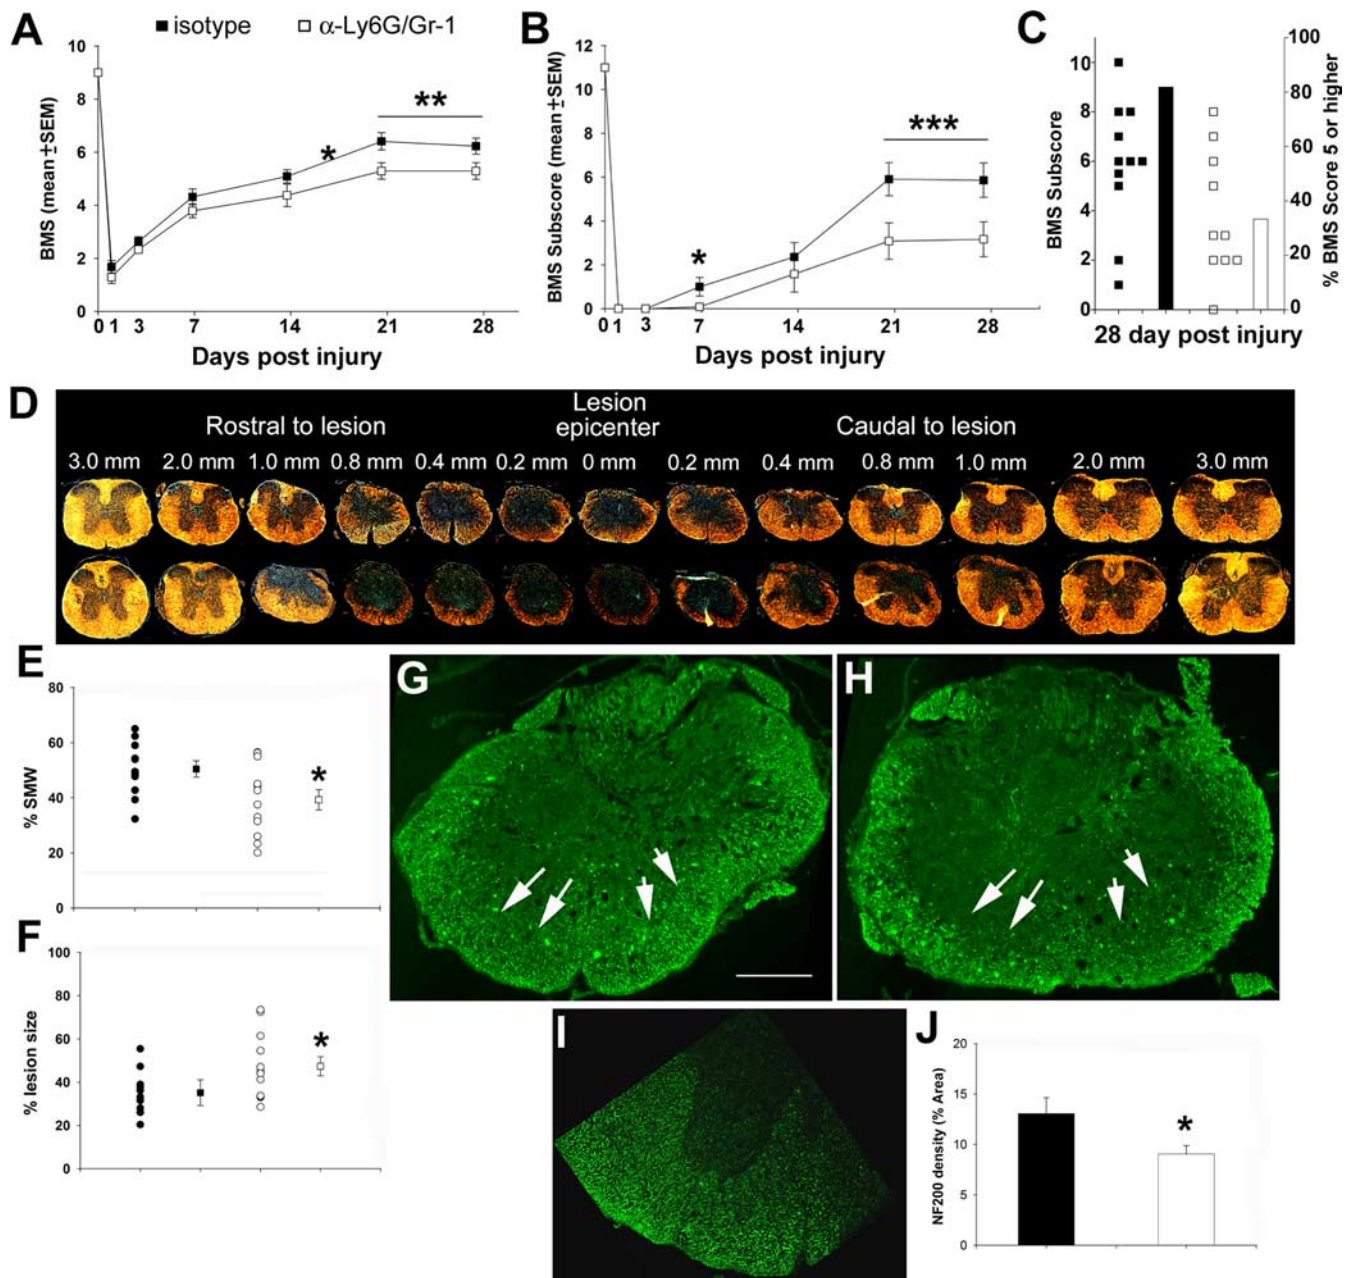 A
■ isotype □ α-Ly6G/Gr-1
BMS (mean±SEM)
10
8
6
4
2
0
*
**
0 1 3 7 14 21 28
Days post injury
B
BMS Subscore (mean±SEM)
12
10
8
6
4
2
0
*
***
0 1 3 7 14 21 28
Days post injury
C
BMS Subscore
10
8
6
4
2
0
100
80
60
40
20
0
% BMS Score 5 or higher
28 day post injury
D
Rostral to lesion
Lesion
epicenter
Caudal to lesion
3.0 mm 2.0 mm 1.0 mm 0.8 mm 0.4 mm 0.2 mm 0 mm 0.2 mm 0.4 mm 0.8 mm 1.0 mm 2.0 mm 3.0 mm
E
% SMW
80
60
40
20
0
*
F
% lesion size
100
80
60
40
20
0
*
G
H
I
J
NF200 density (% Area)
20
15
10
5
0
*